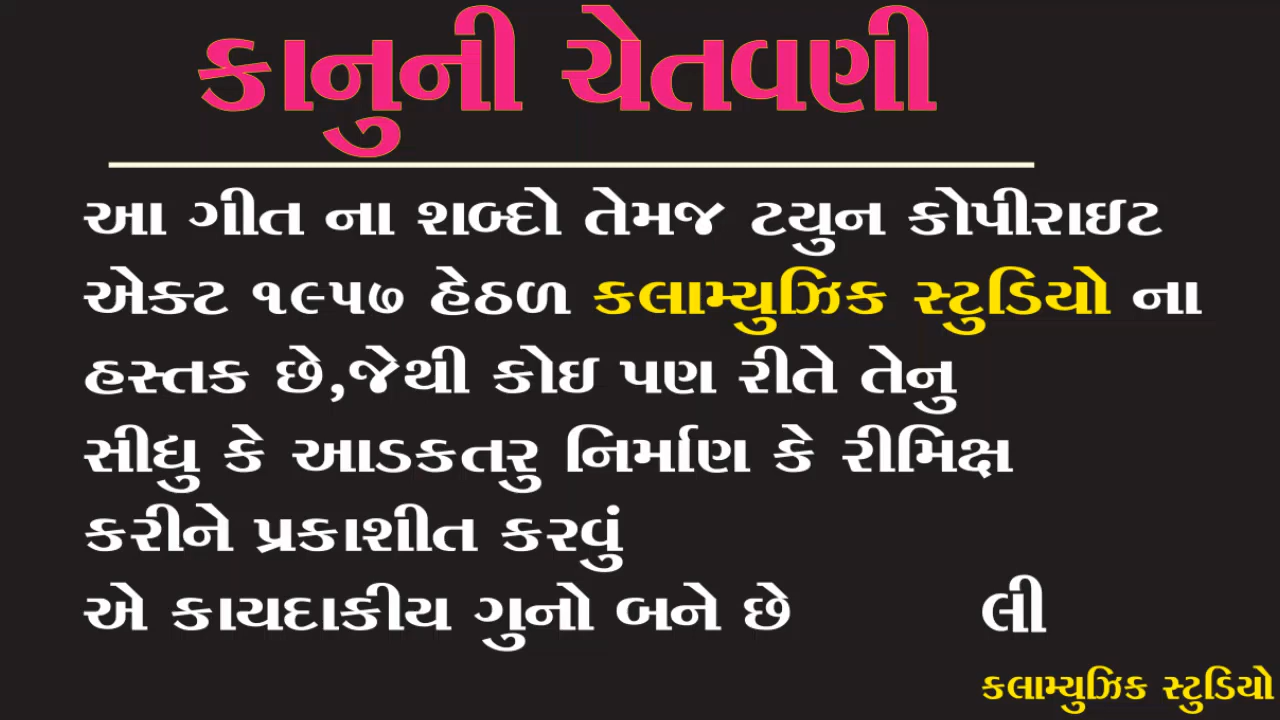 કાનુની ચેતવણી
આ ગીત ના શબ્દો તેમજ ટયુન કોપીરાઇટ
એક્ટ ૧૯૫૭ હેઠળ કલામ્યુઝિક સ્ટુડિયો ના
હસ્તક છે,જેથી કોઇ પણ રીતે તેનુ
સીધુ કે આડકતરુ નિર્માણ કે રીમિક્ષ
કરીને પ્રકાશીત કરવું
એ કાયદાકીય ગુનો બને છે લી
કલામ્યુઝિક સ્ટુડિયો